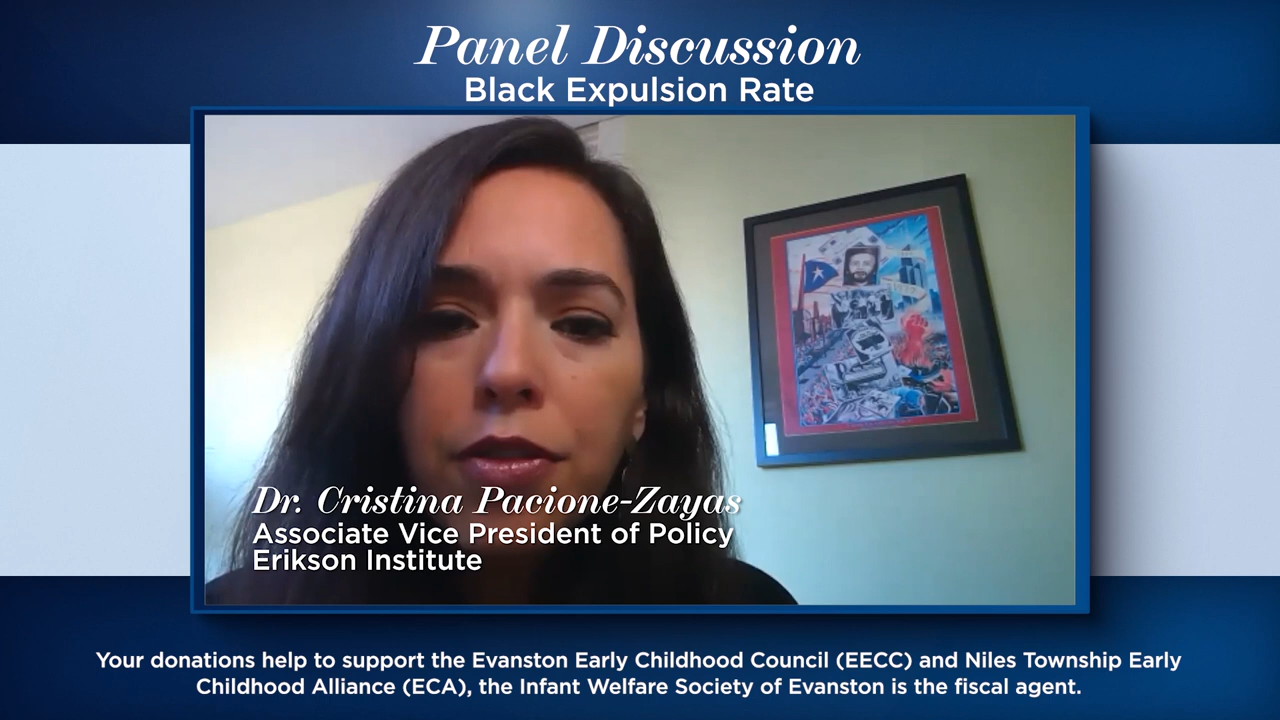 Panel Discussion
Black Expulsion Rate
Dr. Cristina Pacione-Zayas
Associate Vice President of Policy
Erikson Institute
Your donations help to support the Evanston Early Childhood Council (EECC) and Niles Township Early
Childhood Alliance (ECA), the Infant Welfare Society of Evanston is the fiscal agent.